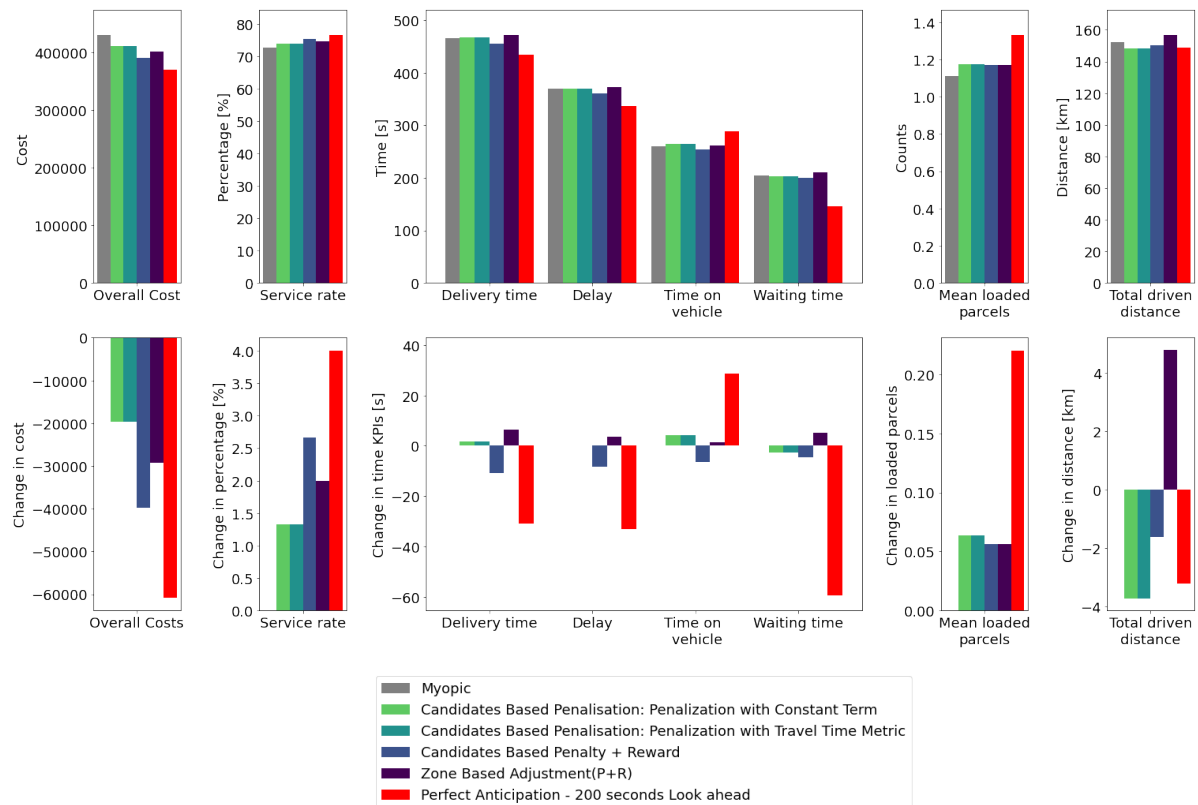 Cost
400000
300000
200000
100000
0
Overall Cost
Percentage [%]
80
70
60
50
40
30
20
10
0
Service rate
Time [s]
500
400
300
200
100
0
Delivery time
Delay
Time on
vehicle
Waiting time
Counts
1.4
1.2
1.0
0.8
0.6
0.4
0.2
0.0
Mean loaded
parcels
Distance [km]
160
140
120
100
80
60
40
20
0
Total driven
distance
Change in cost
0
−10000
−20000
−30000
−40000
−50000
−60000
Overall Costs
Change in percentage [%]
4.0
3.5
3.0
2.5
2.0
1.5
1.0
0.5
0.0
Service rate
Change in time KPIs [s]
40
20
0
−20
−40
−60
Delivery time
Delay
Time on
vehicle
Waiting time
Change in loaded parcels
0.20
0.15
0.10
0.05
0.00
Mean loaded
parcels
Change in distance [km]
4
2
0
−2
−4
Total driven
distance
Myopic
Candidates Based Penalisation: Penalization with Constant Term
Candidates Based Penalisation: Penalization with Travel Time Metric
Candidates Based Penalty + Reward
Zone Based Adjustment(P+R)
Perfect Anticipation - 200 seconds Look ahead